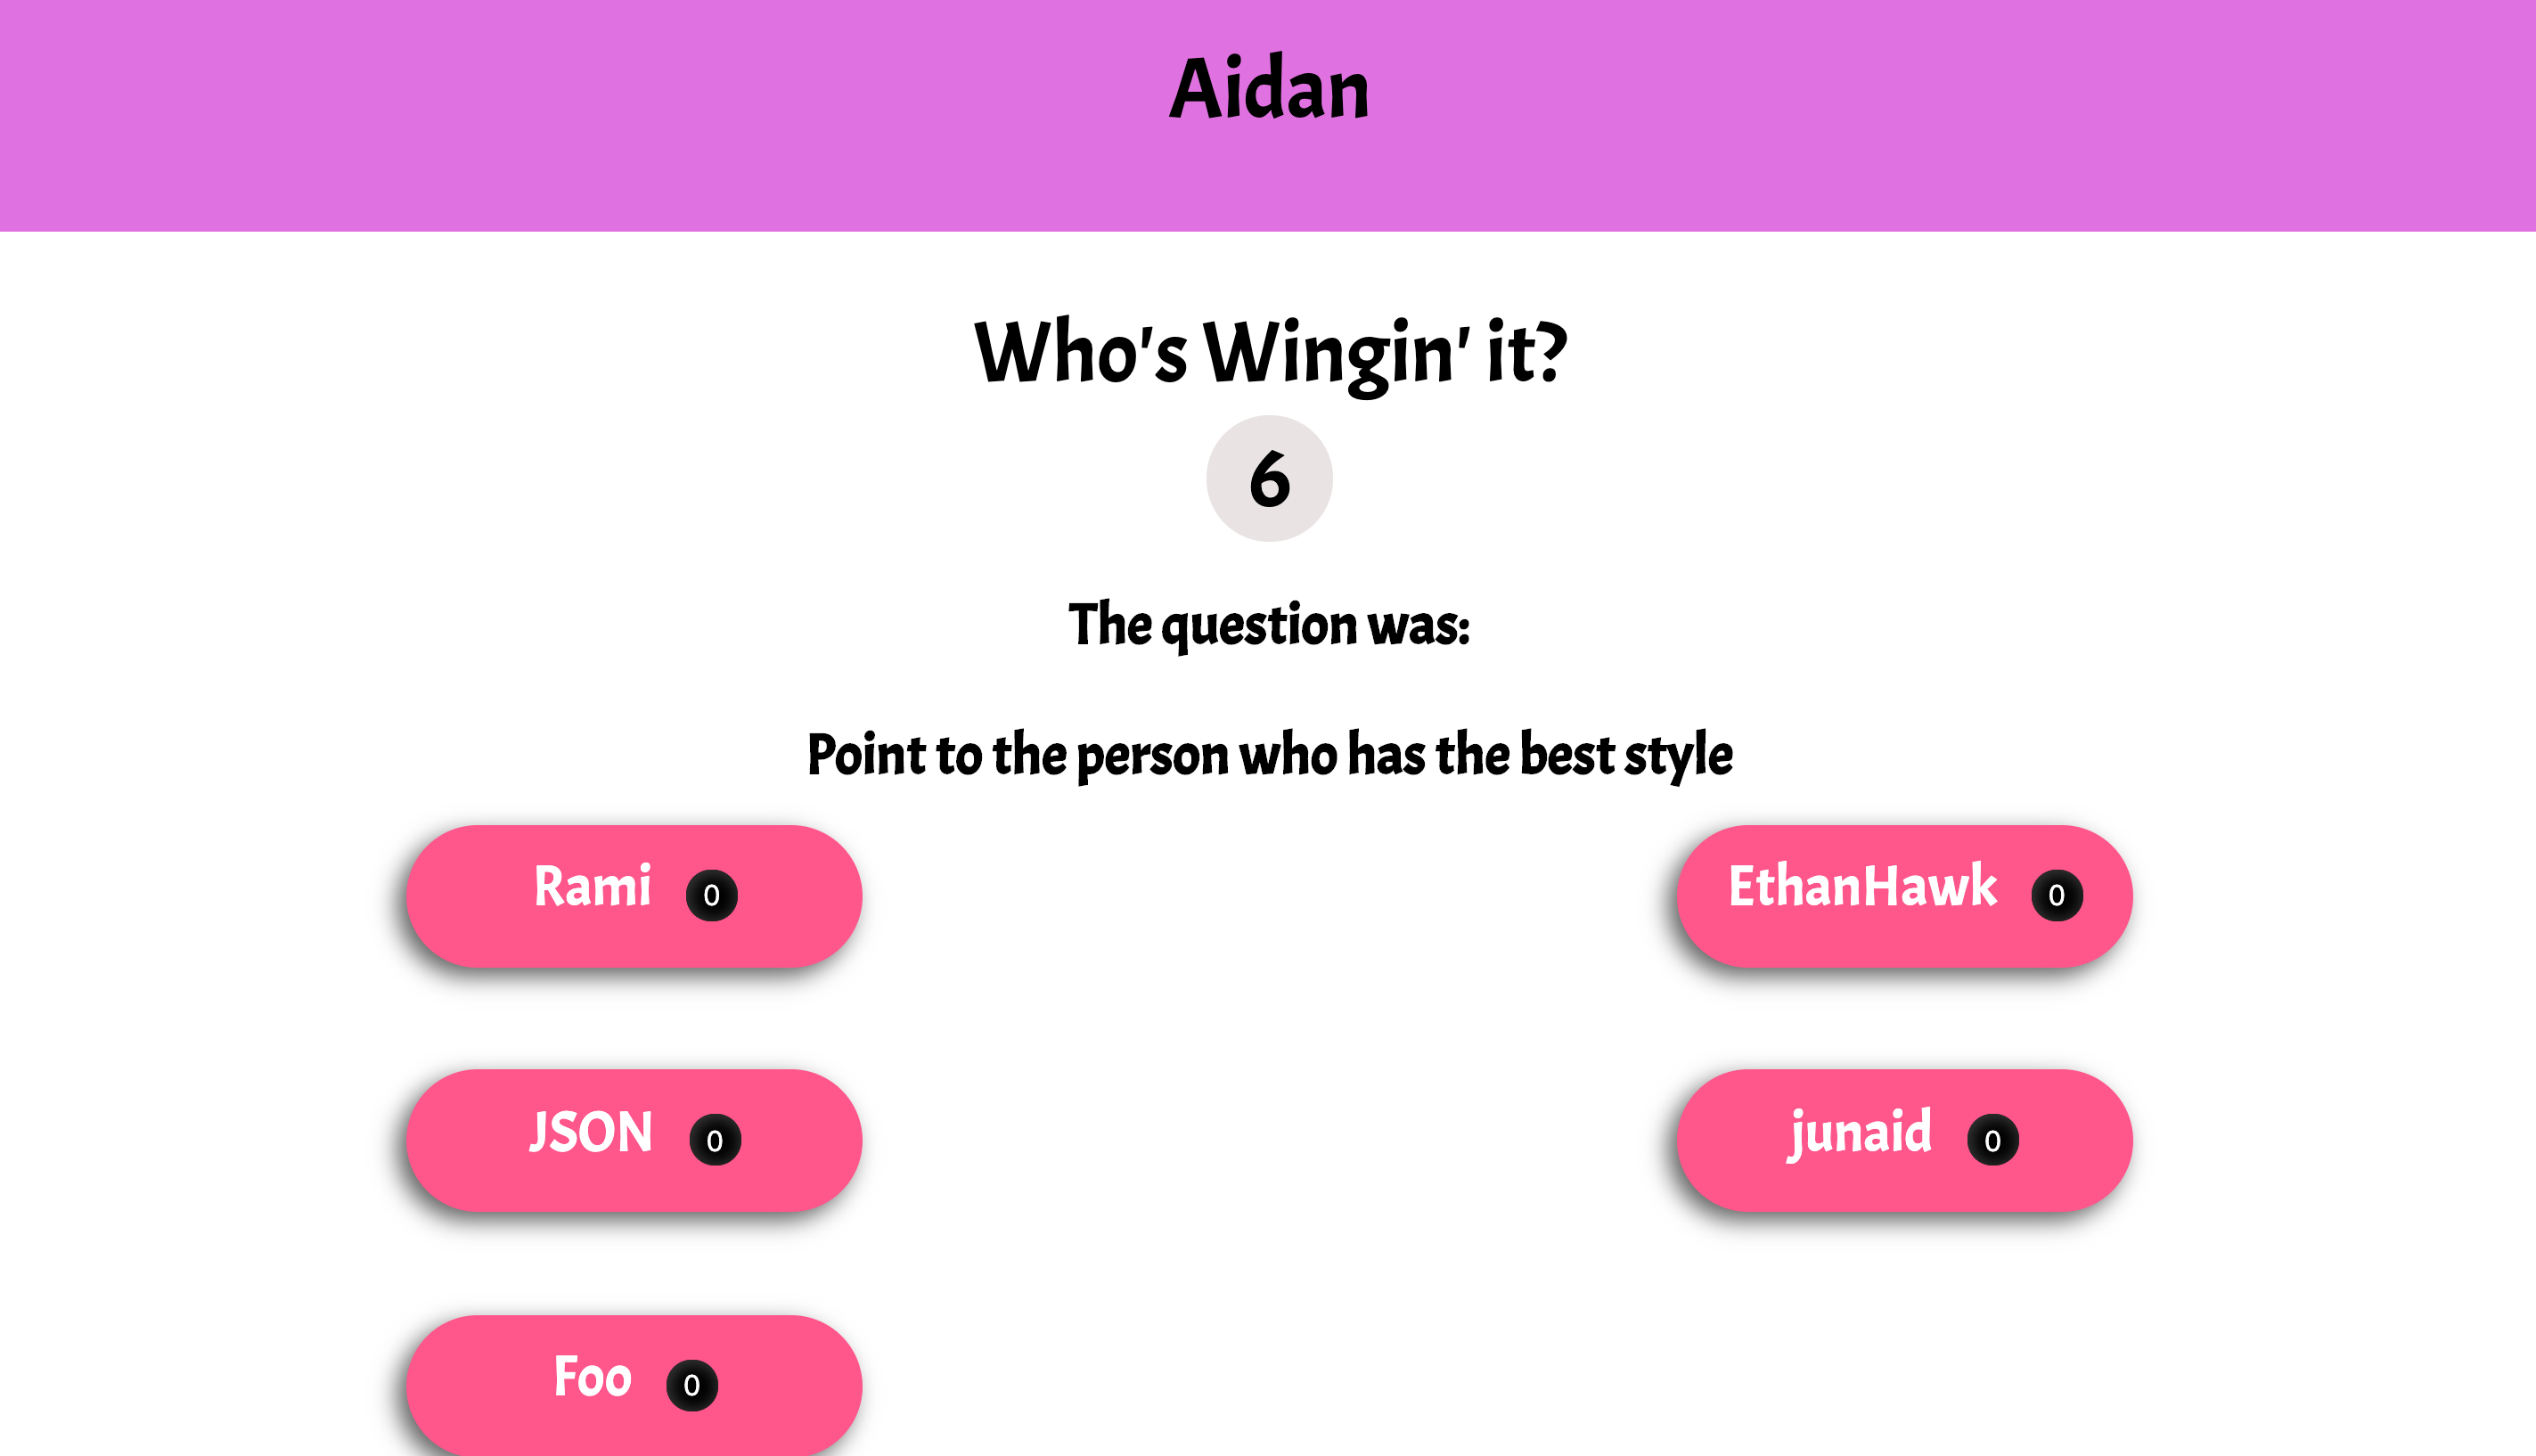 Aidan
Who's Wingin' it?
6
The question was:
Point to the person who has the best style
Rami 0
EthanHawk 0
JSON 0
junaid 0
Foo 0